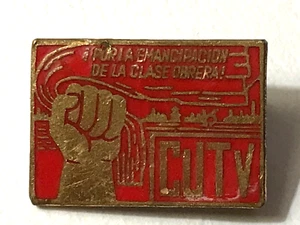 ¡POR LA EMANCIPACION
DE LA CLASE OBRERA!
CUTV